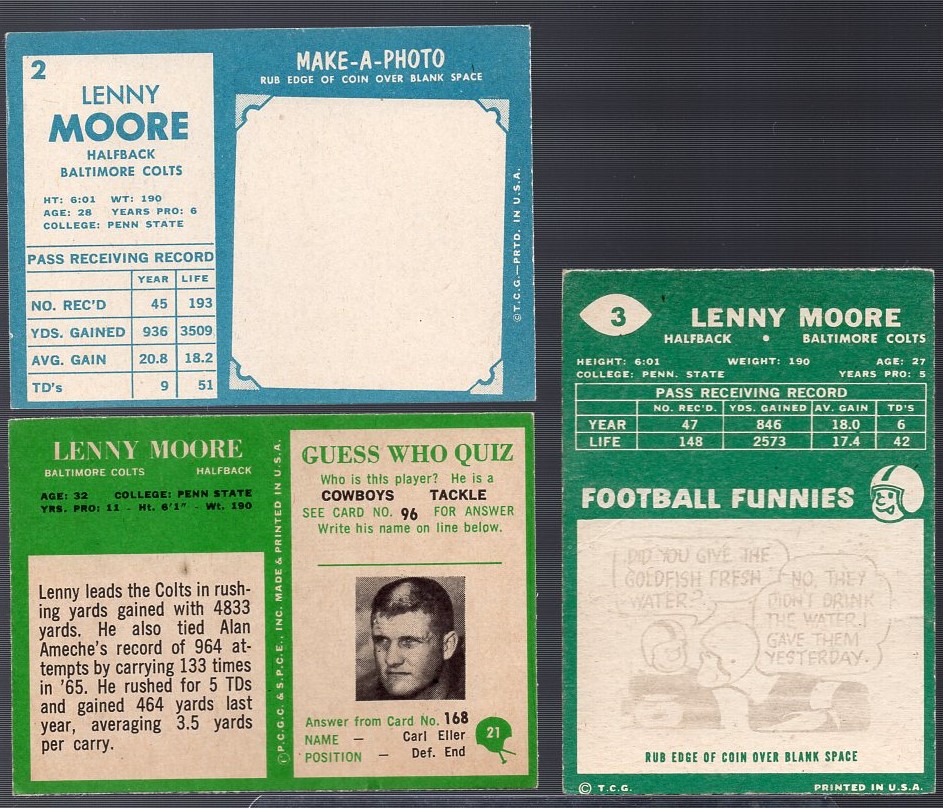 2
LENNY
MOORE
HALFBACK
BALTIMORE COLTS
HT: 6:01 WT: 190
AGE: 28 YEARS PRO: 6
COLLEGE: PENN STATE
PASS RECEIVING RECORD
YEAR LIFE
NO. REC'D 45 193
YDS. GAINED 936 3509
AVG. GAIN 20.8 18.2
TD's 9 51
MAKE-A-PHOTO
RUB EDGE OF COIN OVER BLANK SPACE
©T.C.G.—PRTD. IN U.S.A.
LENNY MOORE
BALTIMORE COLTS HALFBACK
AGE: 32 COLLEGE: PENN STATE
YRS. PRO: 11 - Ht. 6'1" - Wt. 190
Lenny leads the Colts in rush-
ing yards gained with 4833
yards. He also tied Alan
Ameche's record of 964 at-
tempts by carrying 133 times
in '65. He rushed for 5 TDs
and gained 464 yards last
year, averaging 3.5 yards
per carry.
©P.C.G.C. & S.P.C.E., INC. MADE & PRINTED IN U.S.A.
GUESS WHO QUIZ
Who is this player? He is a
COWBOYS TACKLE
SEE CARD NO. 96 FOR ANSWER
Write his name on line below.
Answer from Card No. 168
NAME — Carl Eller
POSITION — Def. End
21
3
LENNY MOORE
HALFBACK • BALTIMORE COLTS
HEIGHT: 6:01 WEIGHT: 190 AGE: 27
COLLEGE: PENN. STATE YEARS PRO: 5
PASS RECEIVING RECORD
NO. REC'D. YDS. GAINED AV. GAIN TD'S
YEAR 47 846 18.0 6
LIFE 148 2573 17.4 42
FOOTBALL FUNNIES
DID YOU GIVE THE
GOLDFISH FRESH
WATER?
NO, THEY
DIDN'T DRINK
THE WATER I
GAVE THEM
YESTERDAY.
RUB EDGE OF COIN OVER BLANK SPACE
© T.C.G. PRINTED IN U.S.A.